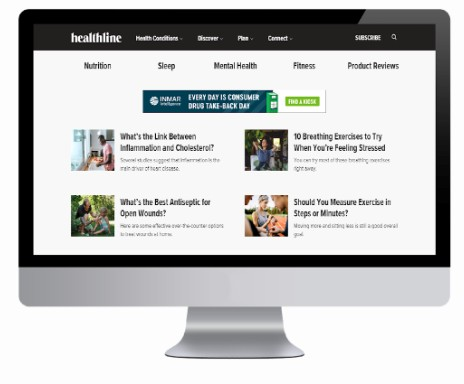 healthline Health Conditions Discover Plan Connect SUBSCRIBE
Nutrition Sleep Mental Health Fitness Product Reviews
INMAR Intelligence
EVERY DAY IS CONSUMER
DRUG TAKE-BACK DAY
FIND A KIOSK
What's the Link Between
Inflammation and Cholesterol?
Several studies suggest that inflammation is the
main driver of heart disease.
10 Breathing Exercises to Try
When You're Feeling Stressed
You can try most of these breathing exercises
right away.
What's the Best Antiseptic for
Open Wounds?
Here are some effective over-the-counter options
to treat wounds at home.
Should You Measure Exercise in
Steps or Minutes?
Moving more and sitting less is still a good overall
goal.